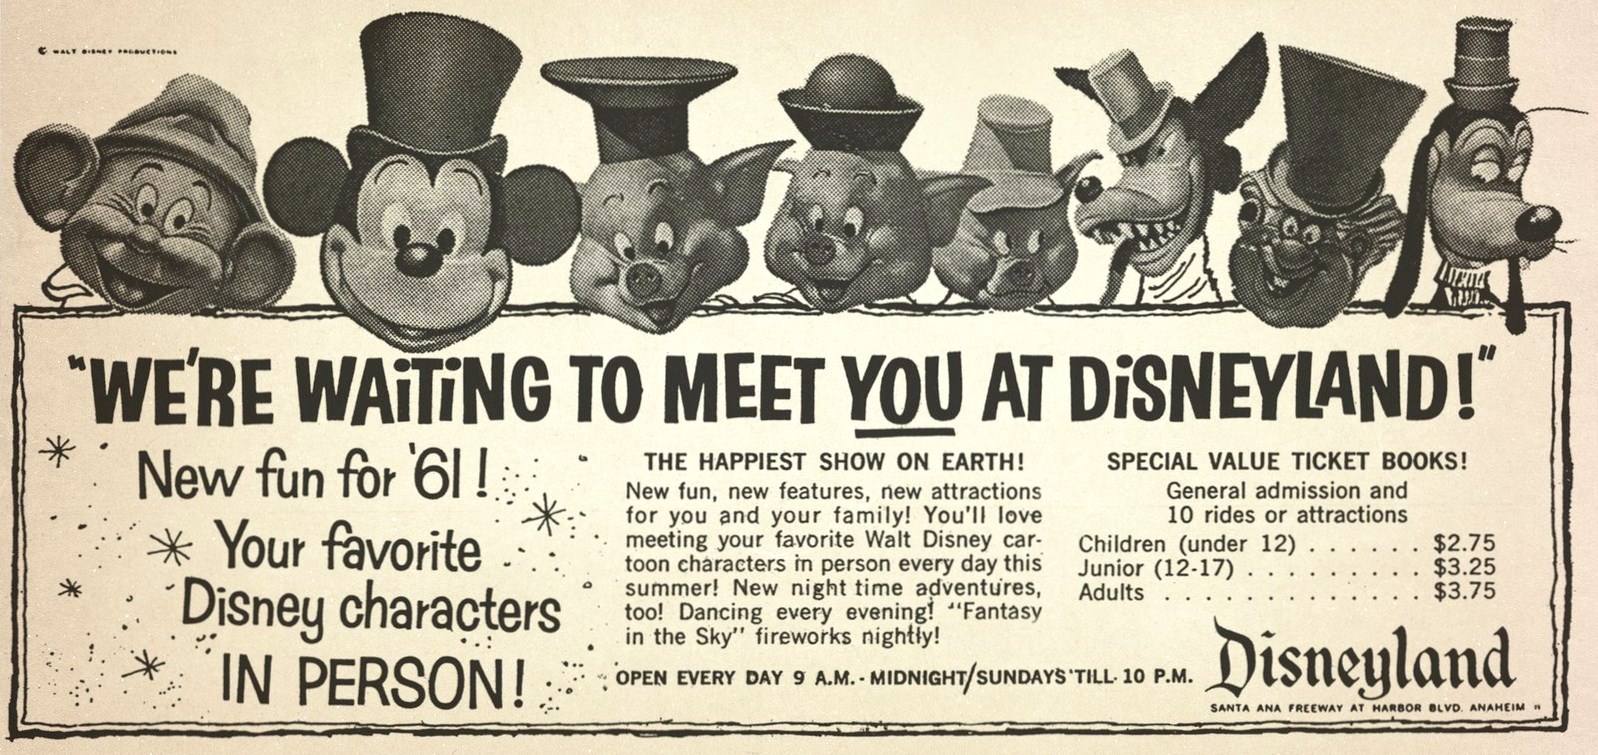 © WALT DISNEY PRODUCTIONS
"WE'RE WAiTiNG TO MEET YOU AT DiSNEYLAND!"
New fun for '61!
Your favorite
Disney characters
IN PERSON!
THE HAPPIEST SHOW ON EARTH!
New fun, new features, new attractions
for you and your family! You'll love
meeting your favorite Walt Disney car-
toon characters in person every day this
summer! New night time adventures,
too! Dancing every evening! "Fantasy
in the Sky" fireworks nightly!
SPECIAL VALUE TICKET BOOKS!
General admission and
10 rides or attractions
Children (under 12) . . . . . . . $2.75
Junior (12-17) . . . . . . . . . . $3.25
Adults . . . . . . . . . . . . . . $3.75
OPEN EVERY DAY 9 A.M. - MIDNIGHT/SUNDAYS 'TILL 10 P.M.
Disneyland
SANTA ANA FREEWAY AT HARBOR BLVD. ANAHEIM